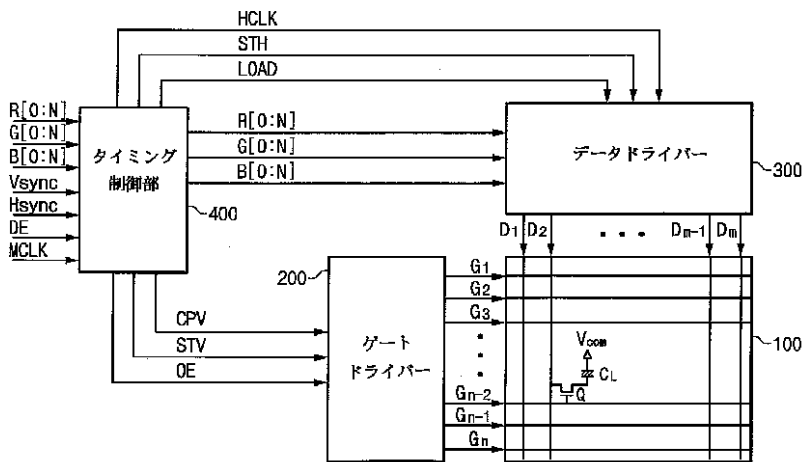 HCLK
STH
LOAD
R[0:N]
G[0:N]
B[0:N]
Vsync
Hsync
DE
MCLK
タイミング
制御部
400
R[0:N]
G[0:N]
B[0:N]
データドライバー
300
D1 D2 • • • Dm-1 Dm
CPV
STV
OE
200
ゲート
ドライバー
G1
G2
G3
Gn-2
Gn-1
Gn
Vcom
CL
Q
100